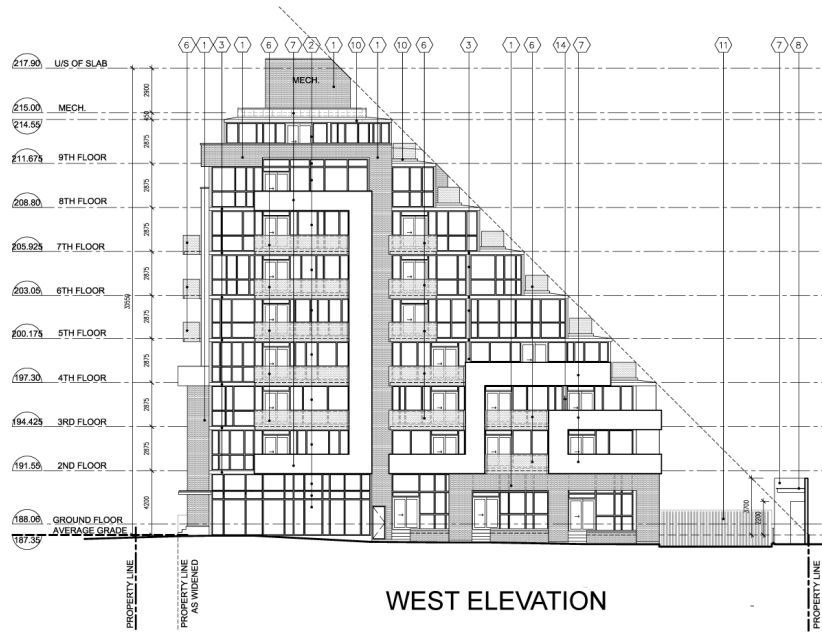 6 1 3 1 6 7 2 1 10 1 10 6 3 1 6 14 7 11 7 8
217.90 U/S OF SLAB
MECH.
2900
215.00 MECH.
450
214.55
2875
211.675 9TH FLOOR
2875
208.80 8TH FLOOR
2875
205.925 7TH FLOOR
2875
203.05 6TH FLOOR
33550
2875
200.175 5TH FLOOR
2875
197.30 4TH FLOOR
2875
194.425 3RD FLOOR
2875
191.55 2ND FLOOR
4200
3700
2200
188.06 GROUND FLOOR
AVERAGE GRADE
187.35
PROPERTY LINE
PROPERTY LINE
AS WIDENED
WEST ELEVATION
PROPERTY LINE